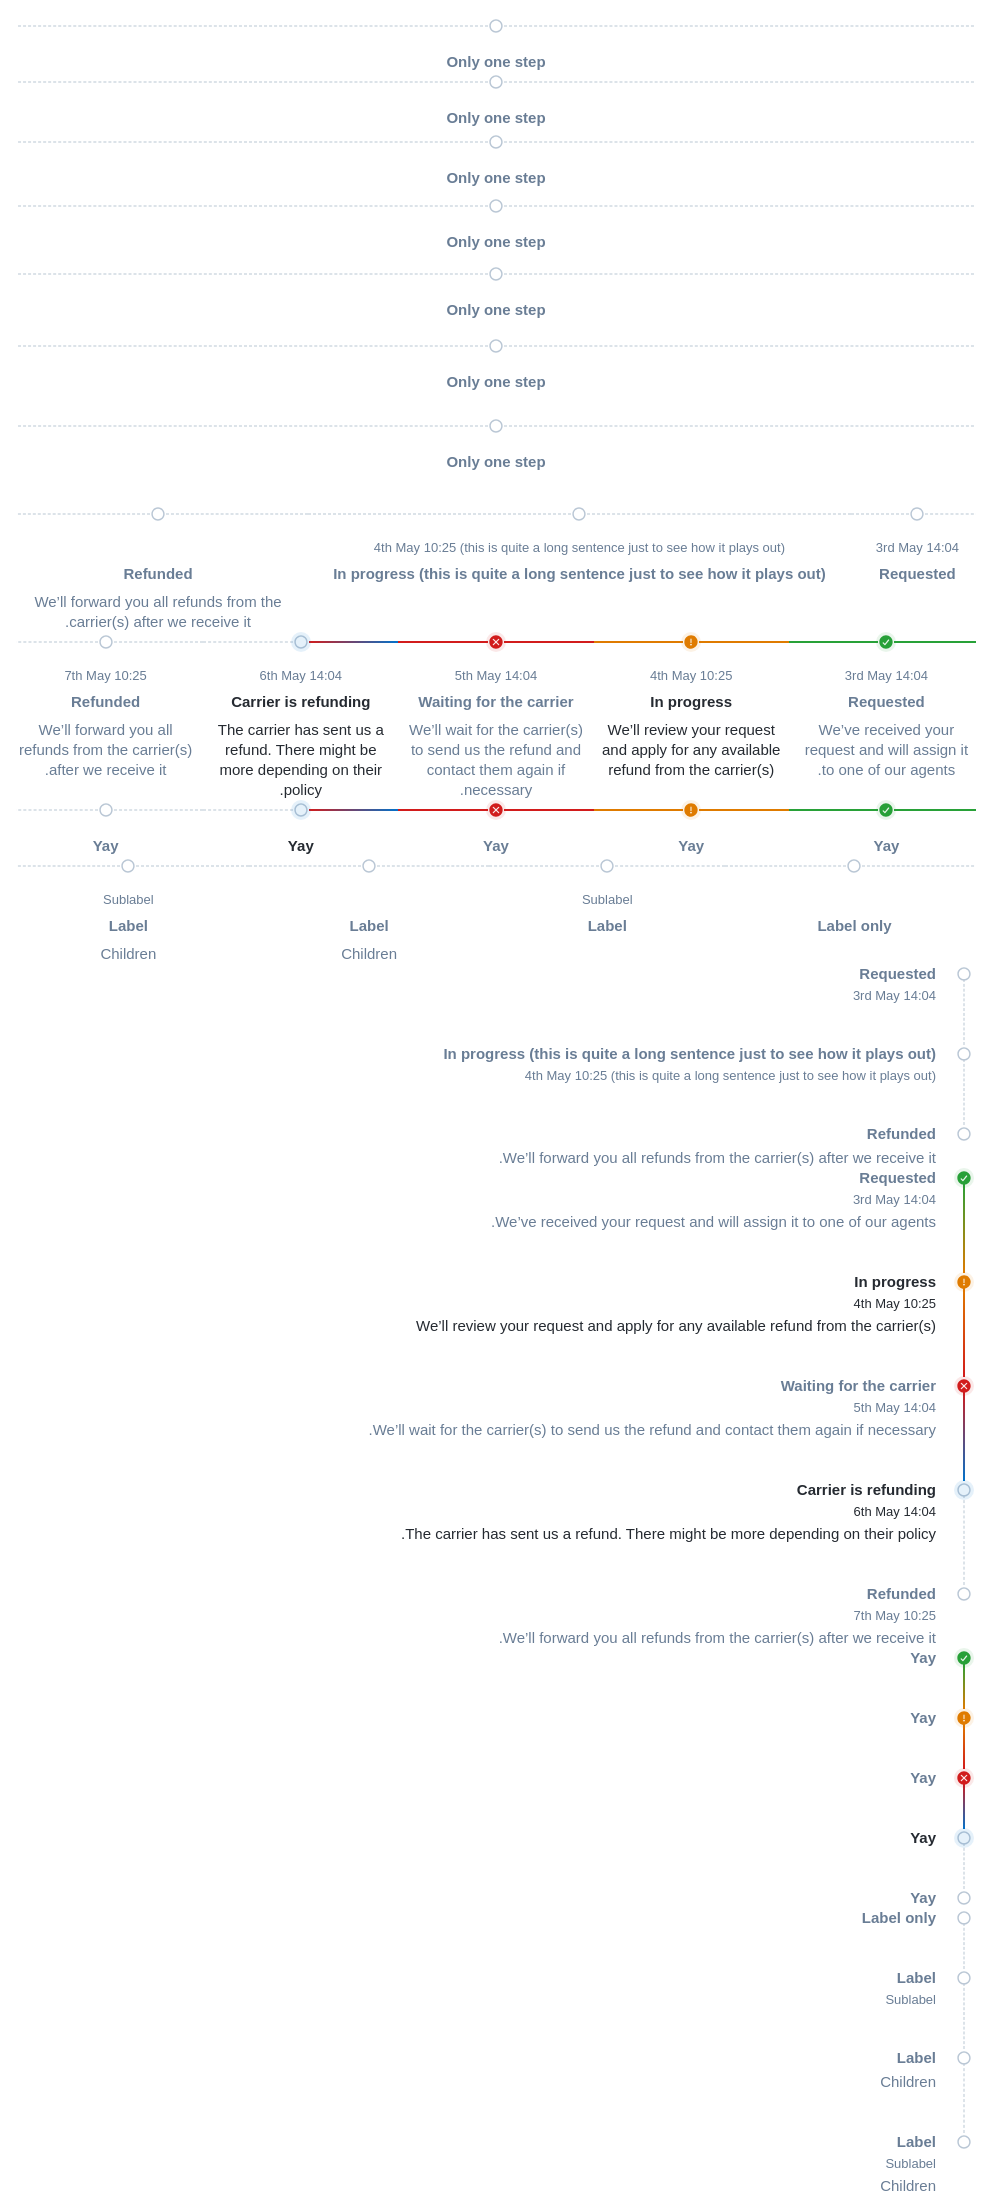 Only one step
Only one step
Only one step
Only one step
Only one step
Only one step
Only one step
4th May 10:25 (this is quite a long sentence just to see how it plays out)
3rd May 14:04
Refunded
In progress (this is quite a long sentence just to see how it plays out)
Requested
We’ll forward you all refunds from the
.carrier(s) after we receive it
7th May 10:25
6th May 14:04
5th May 14:04
4th May 10:25
3rd May 14:04
Refunded
Carrier is refunding
Waiting for the carrier
In progress
Requested
We’ll forward you all
refunds from the carrier(s)
.after we receive it
The carrier has sent us a
refund. There might be
more depending on their
.policy
We’ll wait for the carrier(s)
to send us the refund and
contact them again if
.necessary
We’ll review your request
and apply for any available
refund from the carrier(s)
We’ve received your
request and will assign it
.to one of our agents
Yay
Yay
Yay
Yay
Yay
Sublabel
Sublabel
Label
Label
Label
Label only
Children
Children
Requested
3rd May 14:04
In progress (this is quite a long sentence just to see how it plays out)
4th May 10:25 (this is quite a long sentence just to see how it plays out)
Refunded
.We’ll forward you all refunds from the carrier(s) after we receive it
Requested
3rd May 14:04
.We’ve received your request and will assign it to one of our agents
In progress
4th May 10:25
We’ll review your request and apply for any available refund from the carrier(s)
Waiting for the carrier
5th May 14:04
.We’ll wait for the carrier(s) to send us the refund and contact them again if necessary
Carrier is refunding
6th May 14:04
.The carrier has sent us a refund. There might be more depending on their policy
Refunded
7th May 10:25
.We’ll forward you all refunds from the carrier(s) after we receive it
Yay
Yay
Yay
Yay
Yay
Label only
Label
Sublabel
Label
Children
Label
Sublabel
Children